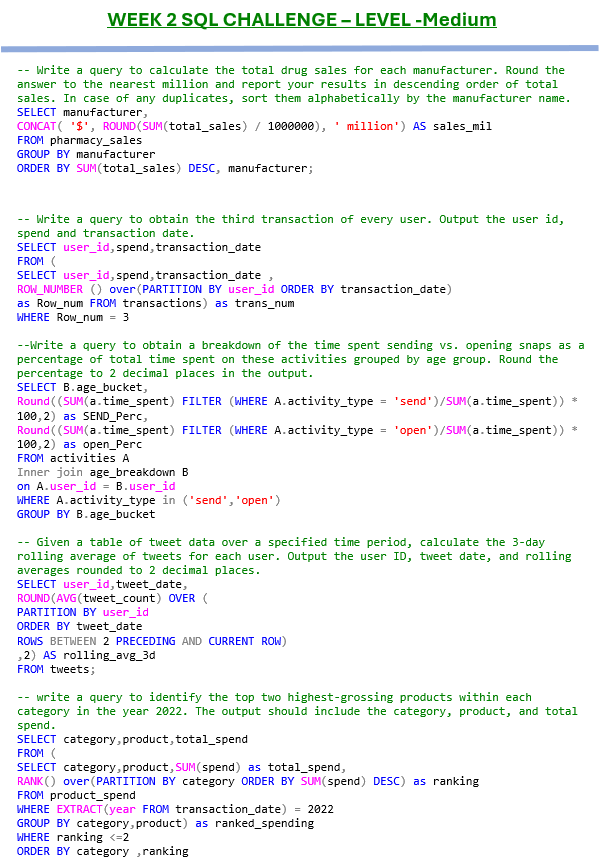 WEEK 2 SQL CHALLENGE – LEVEL -Medium
-- Write a query to calculate the total drug sales for each manufacturer. Round the
answer to the nearest million and report your results in descending order of total
sales. In case of any duplicates, sort them alphabetically by the manufacturer name.
SELECT manufacturer,
CONCAT( '$', ROUND(SUM(total_sales) / 1000000), ' million') AS sales_mil
FROM pharmacy_sales
GROUP BY manufacturer
ORDER BY SUM(total_sales) DESC, manufacturer;
-- Write a query to obtain the third transaction of every user. Output the user id,
spend and transaction date.
SELECT user_id,spend,transaction_date
FROM (
SELECT user_id,spend,transaction_date ,
ROW_NUMBER () over(PARTITION BY user_id ORDER BY transaction_date)
as Row_num FROM transactions) as trans_num
WHERE Row_num = 3
--Write a query to obtain a breakdown of the time spent sending vs. opening snaps as a
percentage of total time spent on these activities grouped by age group. Round the
percentage to 2 decimal places in the output.
SELECT B.age_bucket,
Round((SUM(a.time_spent) FILTER (WHERE A.activity_type = 'send')/SUM(a.time_spent)) *
100,2) as SEND_Perc,
Round((SUM(a.time_spent) FILTER (WHERE A.activity_type = 'open')/SUM(a.time_spent)) *
100,2) as open_Perc
FROM activities A
Inner join age_breakdown B
on A.user_id = B.user_id
WHERE A.activity_type in ('send','open')
GROUP BY B.age_bucket
-- Given a table of tweet data over a specified time period, calculate the 3-day
rolling average of tweets for each user. Output the user ID, tweet date, and rolling
averages rounded to 2 decimal places.
SELECT user_id,tweet_date,
ROUND(AVG(tweet_count) OVER (
PARTITION BY user_id
ORDER BY tweet_date
ROWS BETWEEN 2 PRECEDING AND CURRENT ROW)
,2) AS rolling_avg_3d
FROM tweets;
-- write a query to identify the top two highest-grossing products within each
category in the year 2022. The output should include the category, product, and total
spend.
SELECT category,product,total_spend
FROM (
SELECT category,product,SUM(spend) as total_spend,
RANK() over(PARTITION BY category ORDER BY SUM(spend) DESC) as ranking
FROM product_spend
WHERE EXTRACT(year FROM transaction_date) = 2022
GROUP BY category,product) as ranked_spending
WHERE ranking <=2
ORDER BY category ,ranking